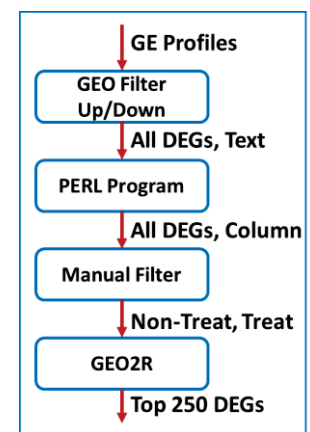 GE Profiles
GEO Filter
Up/Down
All DEGs, Text
PERL Program
All DEGs, Column
Manual Filter
Non-Treat, Treat
GEO2R
Top 250 DEGs